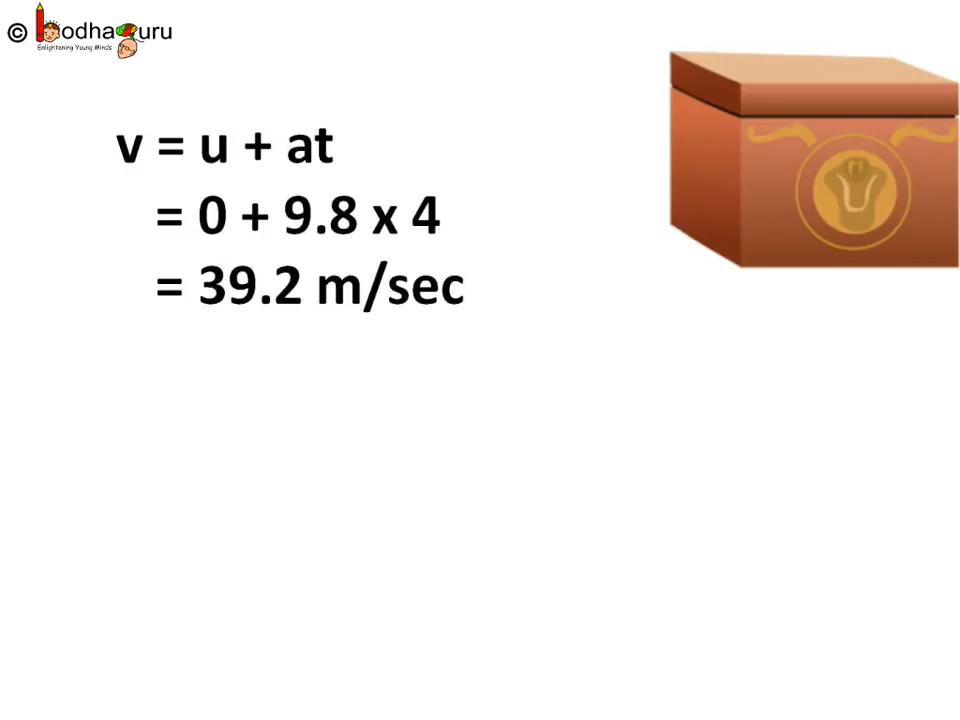 © BodhaGuru
Enlightening Young Minds
v = u + at
= 0 + 9.8 x 4
= 39.2 m/sec